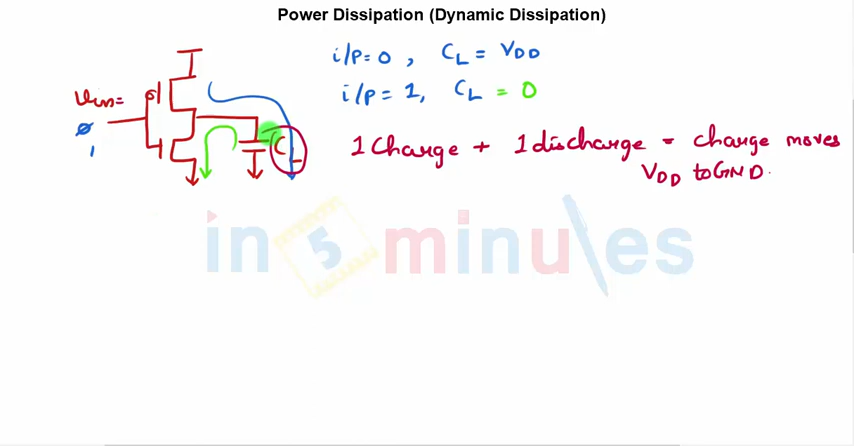 Power Dissipation (Dynamic Dissipation)
i/p = 0 , CL = VDD
i/p = 1, CL = 0
Vin =
0
1
CL
1 Charge + 1 discharge = charge moves
VDD to GND.
in 5 minutes